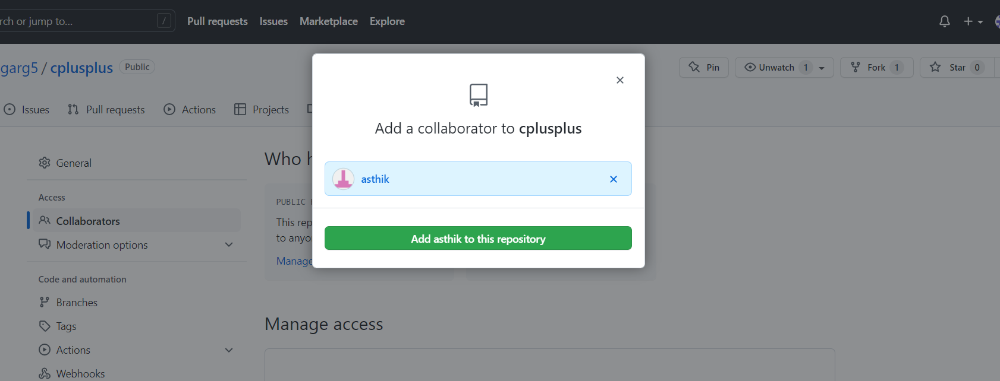 rch or jump to... / Pull requests Issues Marketplace Explore
garg5 / cplusplus Public Pin Unwatch 1 Fork 1 Star 0
Issues Pull requests Actions Projects
Add a collaborator to cplusplus
asthik
Add asthik to this repository
General
Access
Collaborators
Moderation options
Code and automation
Branches
Tags
Actions
Webhooks
Who h
PUBLIC
This rep
to anyo
Manage
Manage access